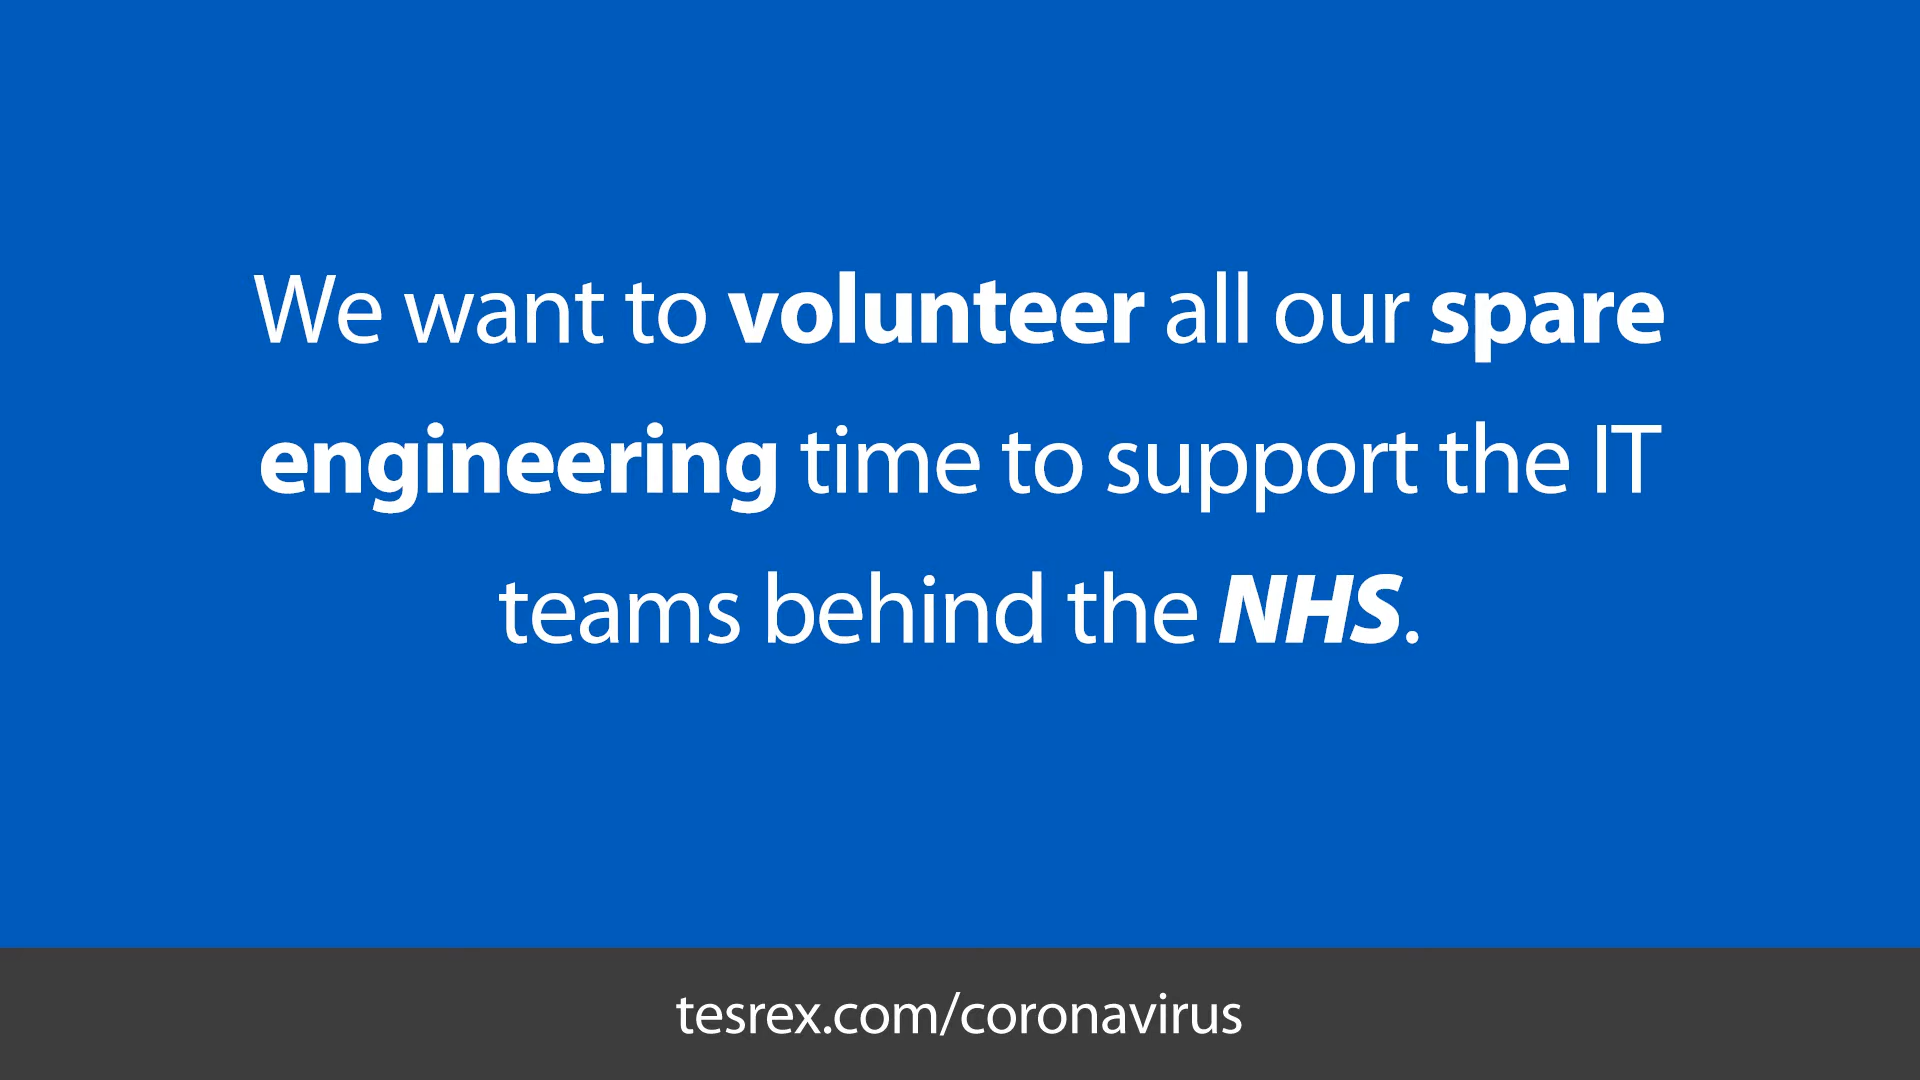 We want to volunteer all our spare
engineering time to support the IT
teams behind the NHS.
tesrex.com/coronavirus